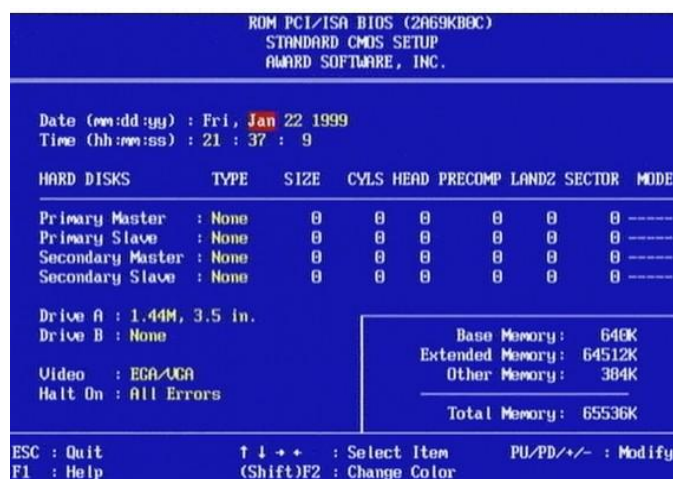 ROM PCI/ISA BIOS (2A69KB0C)
STANDARD CMOS SETUP
AWARD SOFTWARE, INC.
Date (mm:dd:yy) : Fri, Jan 22 1999
Time (hh:mm:ss) : 21 : 37 : 9
HARD DISKS TYPE SIZE CYLS HEAD PRECOMP LANDZ SECTOR MODE
Primary Master : None 0 0 0 0 0 0 -----
Primary Slave : None 0 0 0 0 0 0 -----
Secondary Master : None 0 0 0 0 0 0 -----
Secondary Slave : None 0 0 0 0 0 0 -----
Drive A : 1.44M, 3.5 in.
Drive B : None
Video : EGA/VGA
Halt On : All Errors
Base Memory: 640K
Extended Memory: 64512K
Other Memory: 384K
Total Memory: 65536K
ESC : Quit ↑ ↓ → ← : Select Item PU/PD/+/- : Modify
F1 : Help (Shift)F2 : Change Color